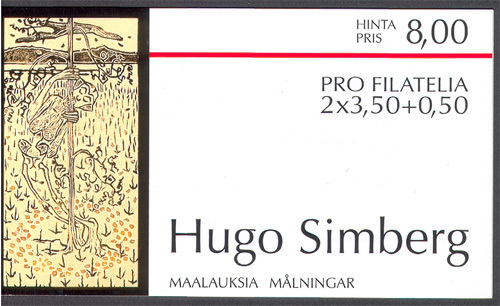 HINTA
PRIS 8,00
PRO FILATELIA
2x3,50+0,50
Hugo Simberg
MAALAUKSIA MÅLNINGAR